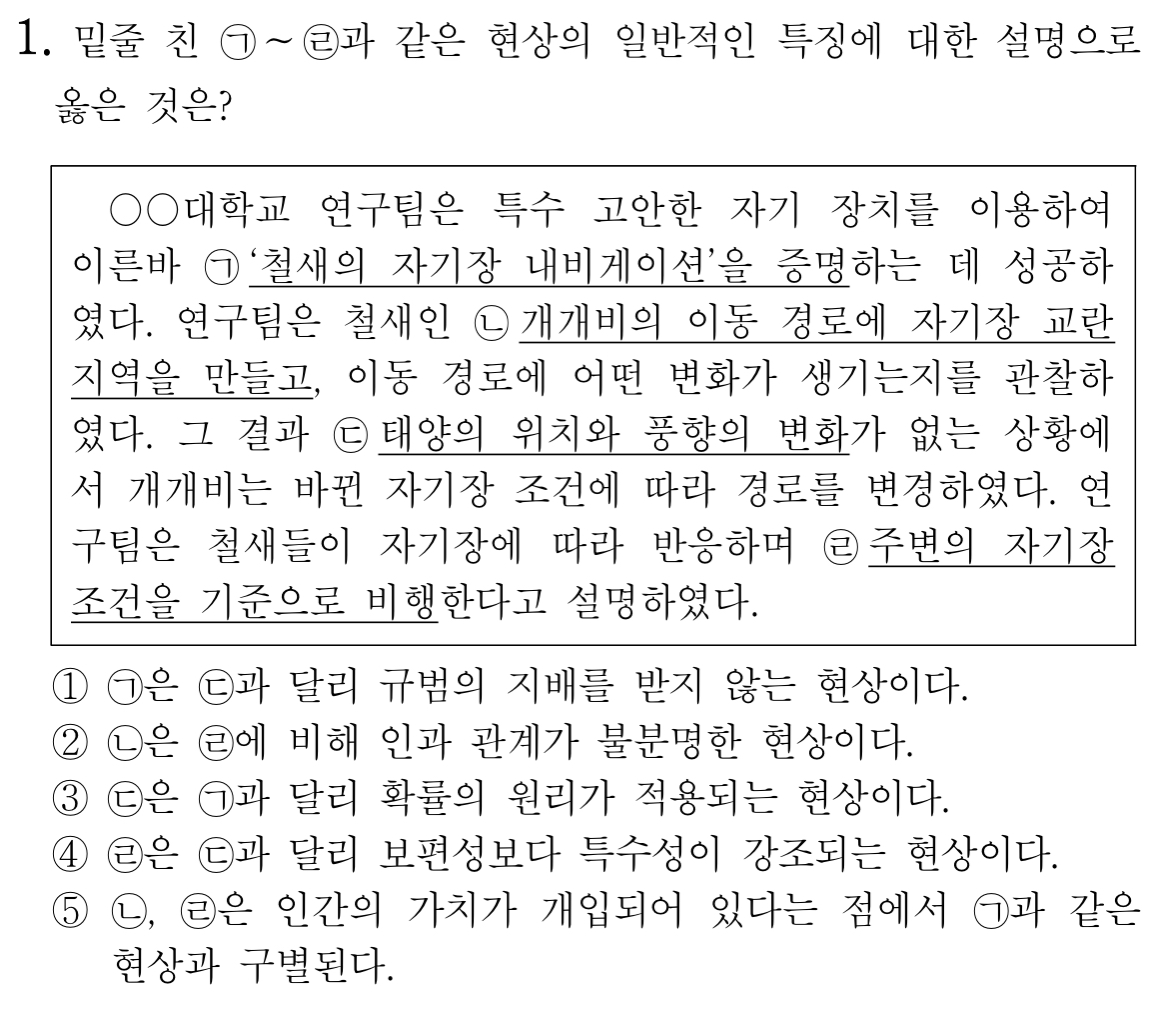 1. 밑줄 친 ㉠~㉣과 같은 현상의 일반적인 특징에 대한 설명으로
옳은 것은?
○○대학교 연구팀은 특수 고안한 자기 장치를 이용하여
이른바 ㉠‘철새의 자기장 내비게이션’을 증명하는 데 성공하
였다. 연구팀은 철새인 ㉡개개비의 이동 경로에 자기장 교란
지역을 만들고, 이동 경로에 어떤 변화가 생기는지를 관찰하
였다. 그 결과 ㉢태양의 위치와 풍향의 변화가 없는 상황에
서 개개비는 바뀐 자기장 조건에 따라 경로를 변경하였다. 연
구팀은 철새들이 자기장에 따라 반응하며 ㉣주변의 자기장
조건을 기준으로 비행한다고 설명하였다.
① ㉠은 ㉢과 달리 규범의 지배를 받지 않는 현상이다.
② ㉡은 ㉣에 비해 인과 관계가 불분명한 현상이다.
③ ㉢은 ㉠과 달리 확률의 원리가 적용되는 현상이다.
④ ㉣은 ㉢과 달리 보편성보다 특수성이 강조되는 현상이다.
⑤ ㉡, ㉣은 인간의 가치가 개입되어 있다는 점에서 ㉠과 같은
현상과 구별된다.